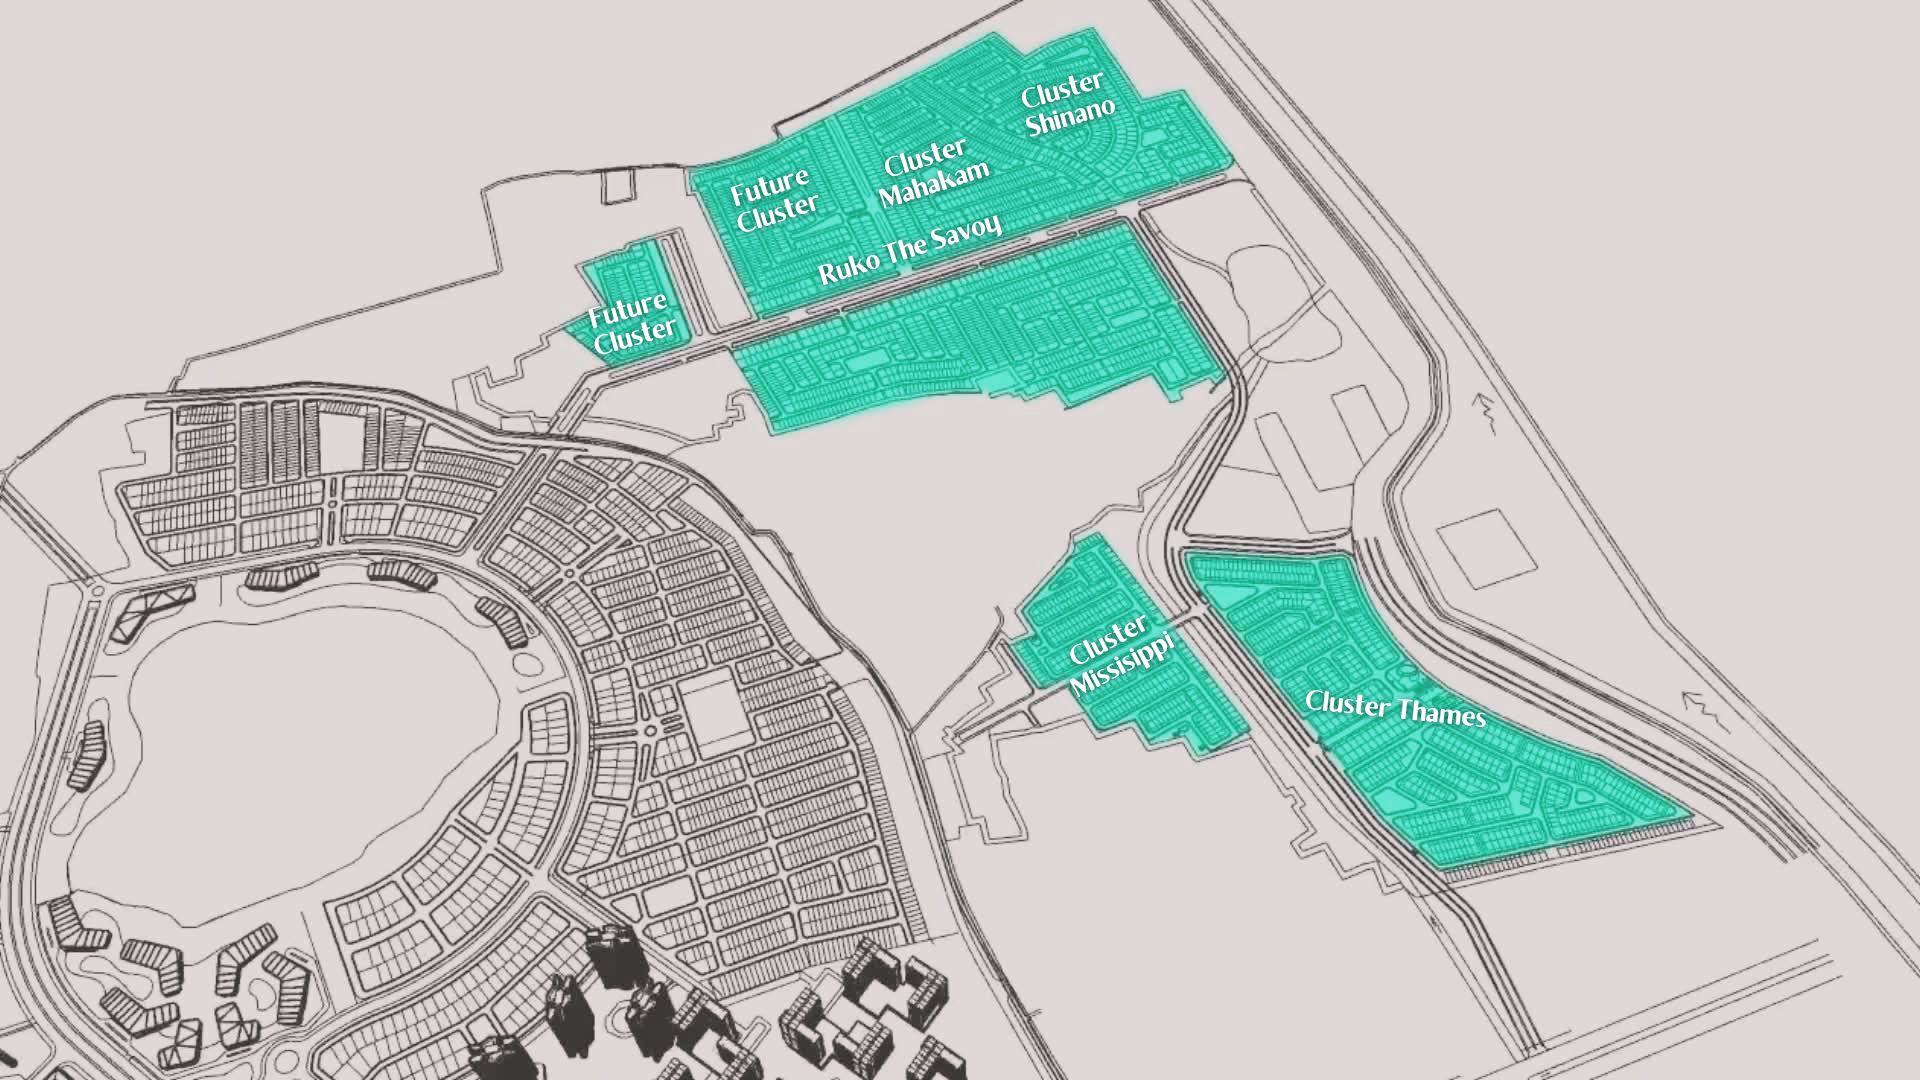 Cluster
Shinano
Cluster
Mahakam
Future
Cluster
Ruko The Savoy
Future
Cluster
Cluster
Missisippi
Cluster Thames